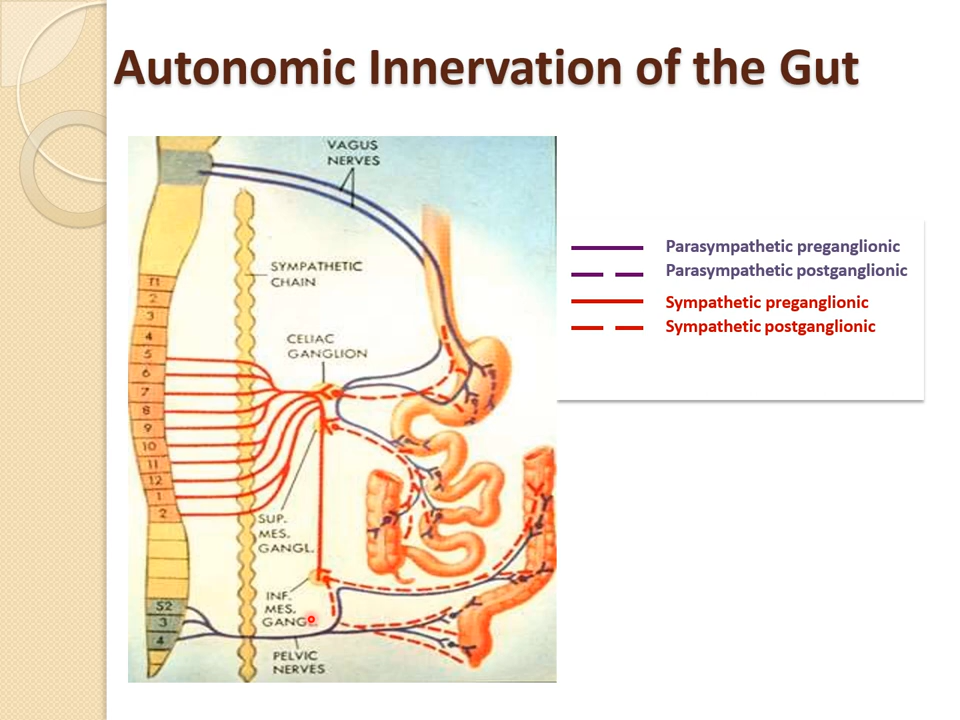 Autonomic Innervation of the Gut
VAGUS
NERVES
SYMPATHETIC
CHAIN
T1
2
3
4
5
6
7
8
9
10
11
12
1
2
CELIAC
GANGLION
SUP.
MES.
GANGL.
INF.
MES.
GANG
S2
3
4
PELVIC
NERVES
Parasympathetic preganglionic
Parasympathetic postganglionic
Sympathetic preganglionic
Sympathetic postganglionic